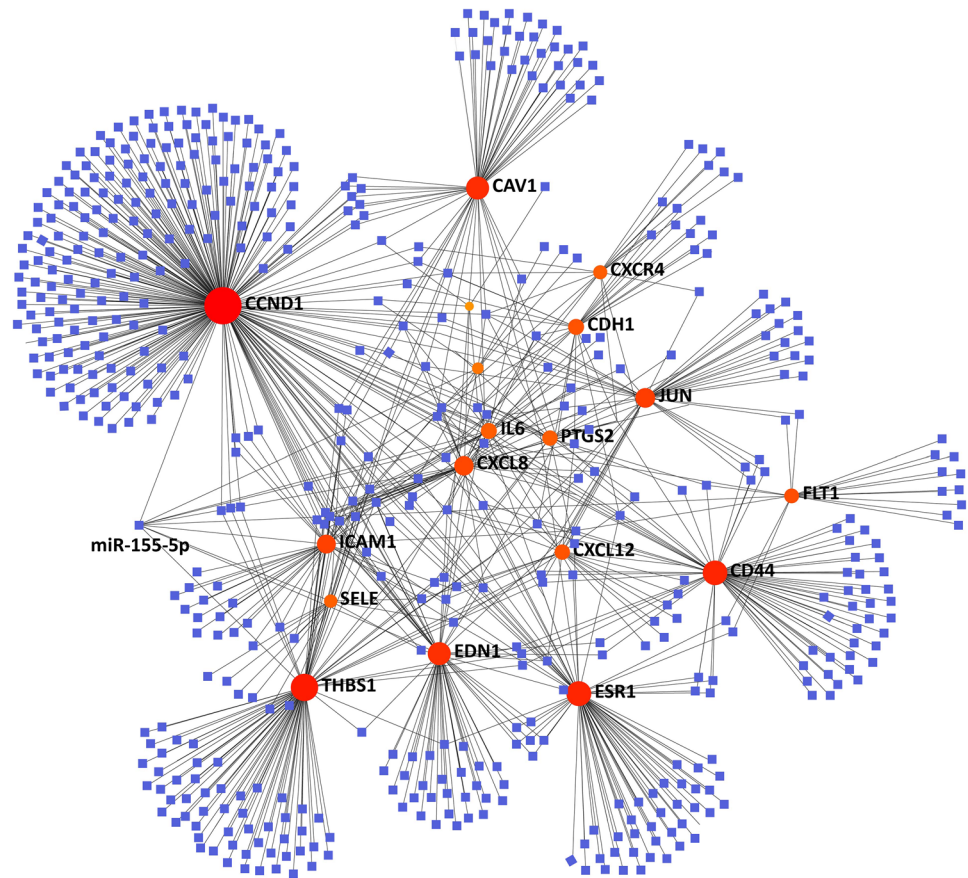 CAV1
CXCR4
CCND1
CDH1
JUN
IL6
PTGS2
CXCL8
FLT1
miR-155-5p
ICAM1
CXCL12
CD44
SELE
EDN1
THBS1
ESR1